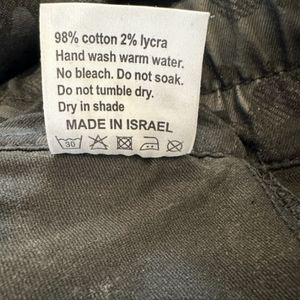 98% cotton 2% lycra
Hand wash warm water.
No bleach. Do not soak.
Do not tumble dry.
Dry in shade
MADE IN ISRAEL
30